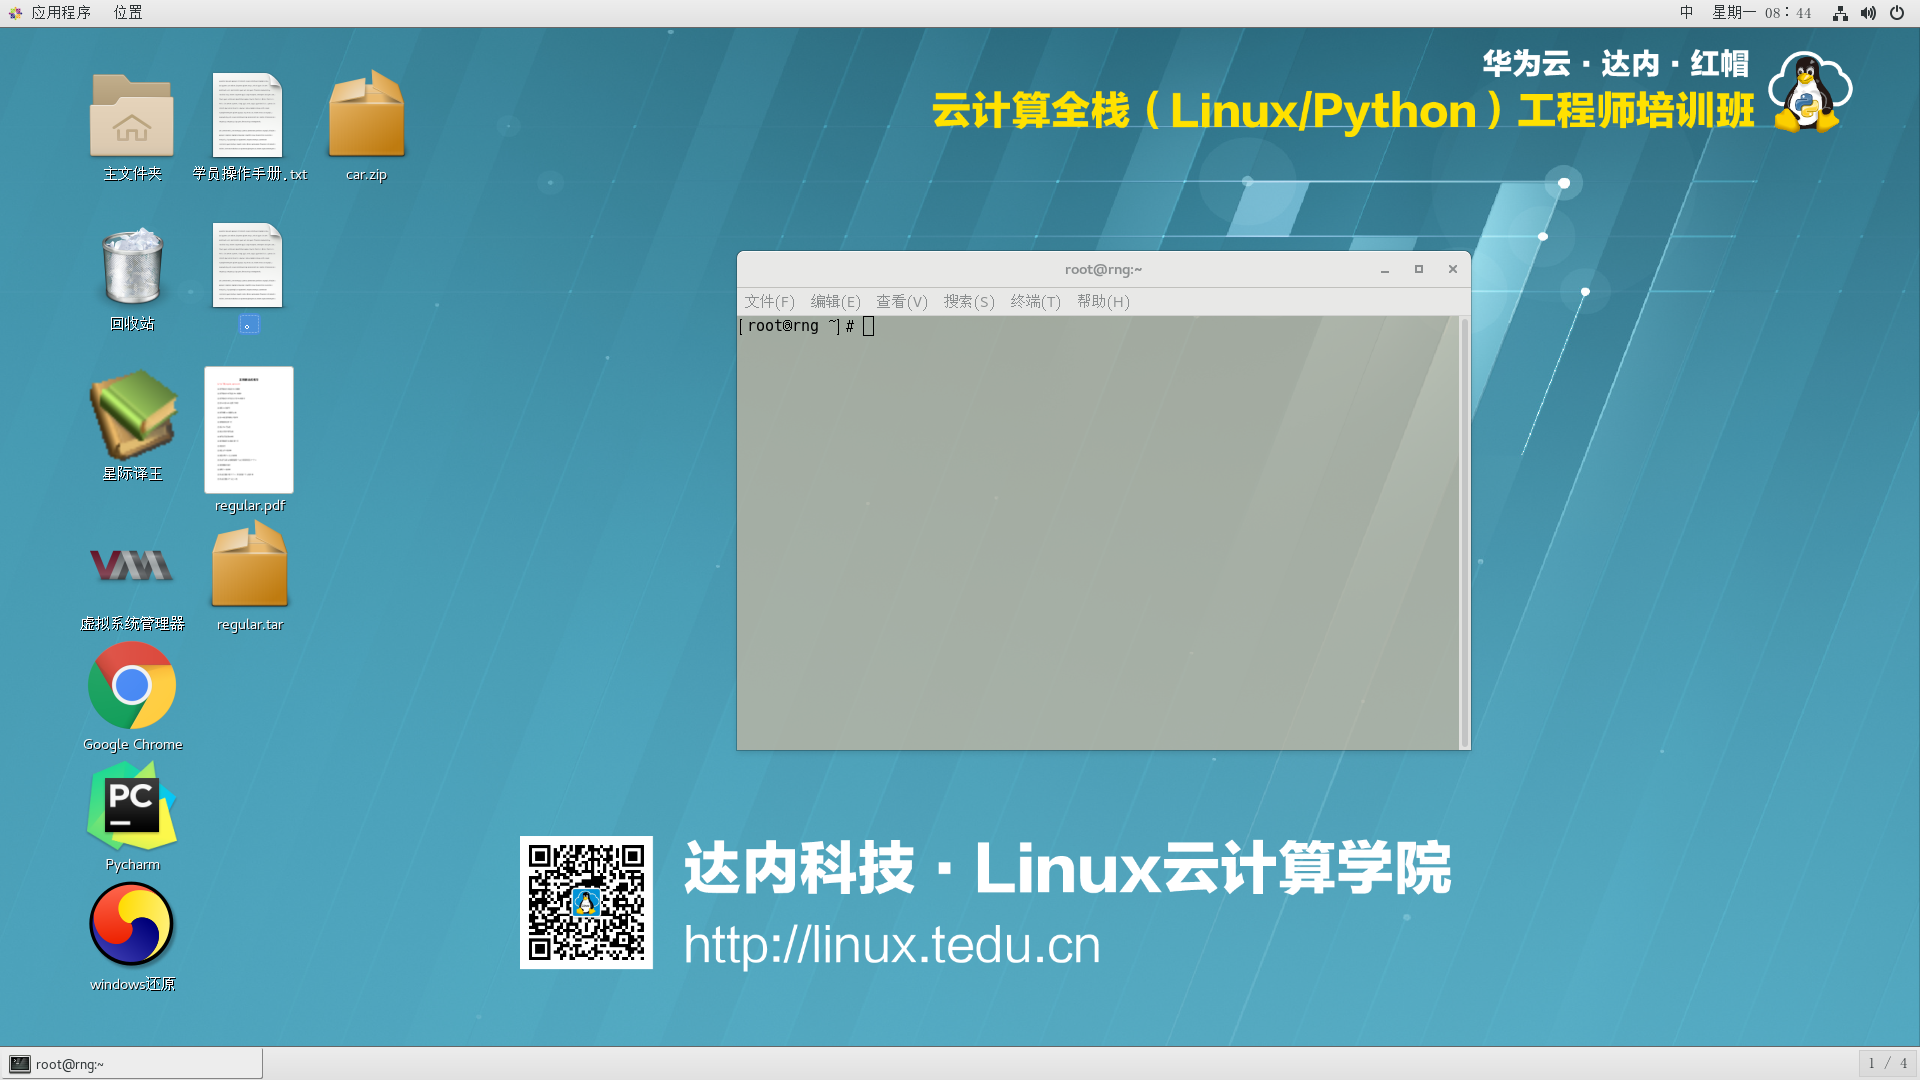 应用程序 位置
中 星期一 08：44
华为云·达内·红帽
云计算全栈（Linux/Python）工程师培训班
主文件夹
学员操作手册.txt
car.zip
回收站
。
星际译王
regular.pdf
虚拟系统管理器
regular.tar
Google Chrome
PC
Pycharm
windows还原
root@rng:~
文件(F) 编辑(E) 查看(V) 搜索(S) 终端(T) 帮助(H)
[root@rng ~]#
达内科技·Linux云计算学院
http://linux.tedu.cn
root@rng:~
1 / 4